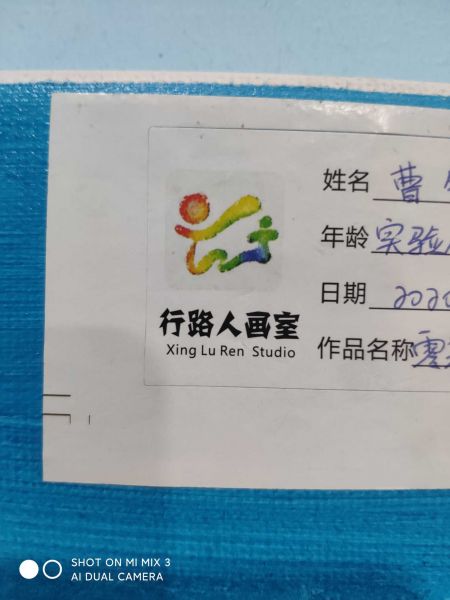 姓名 曹
年龄 实验
日期 2020
行路人画室
Xing Lu Ren Studio
作品名称
SHOT ON MI MIX 3
AI DUAL CAMERA